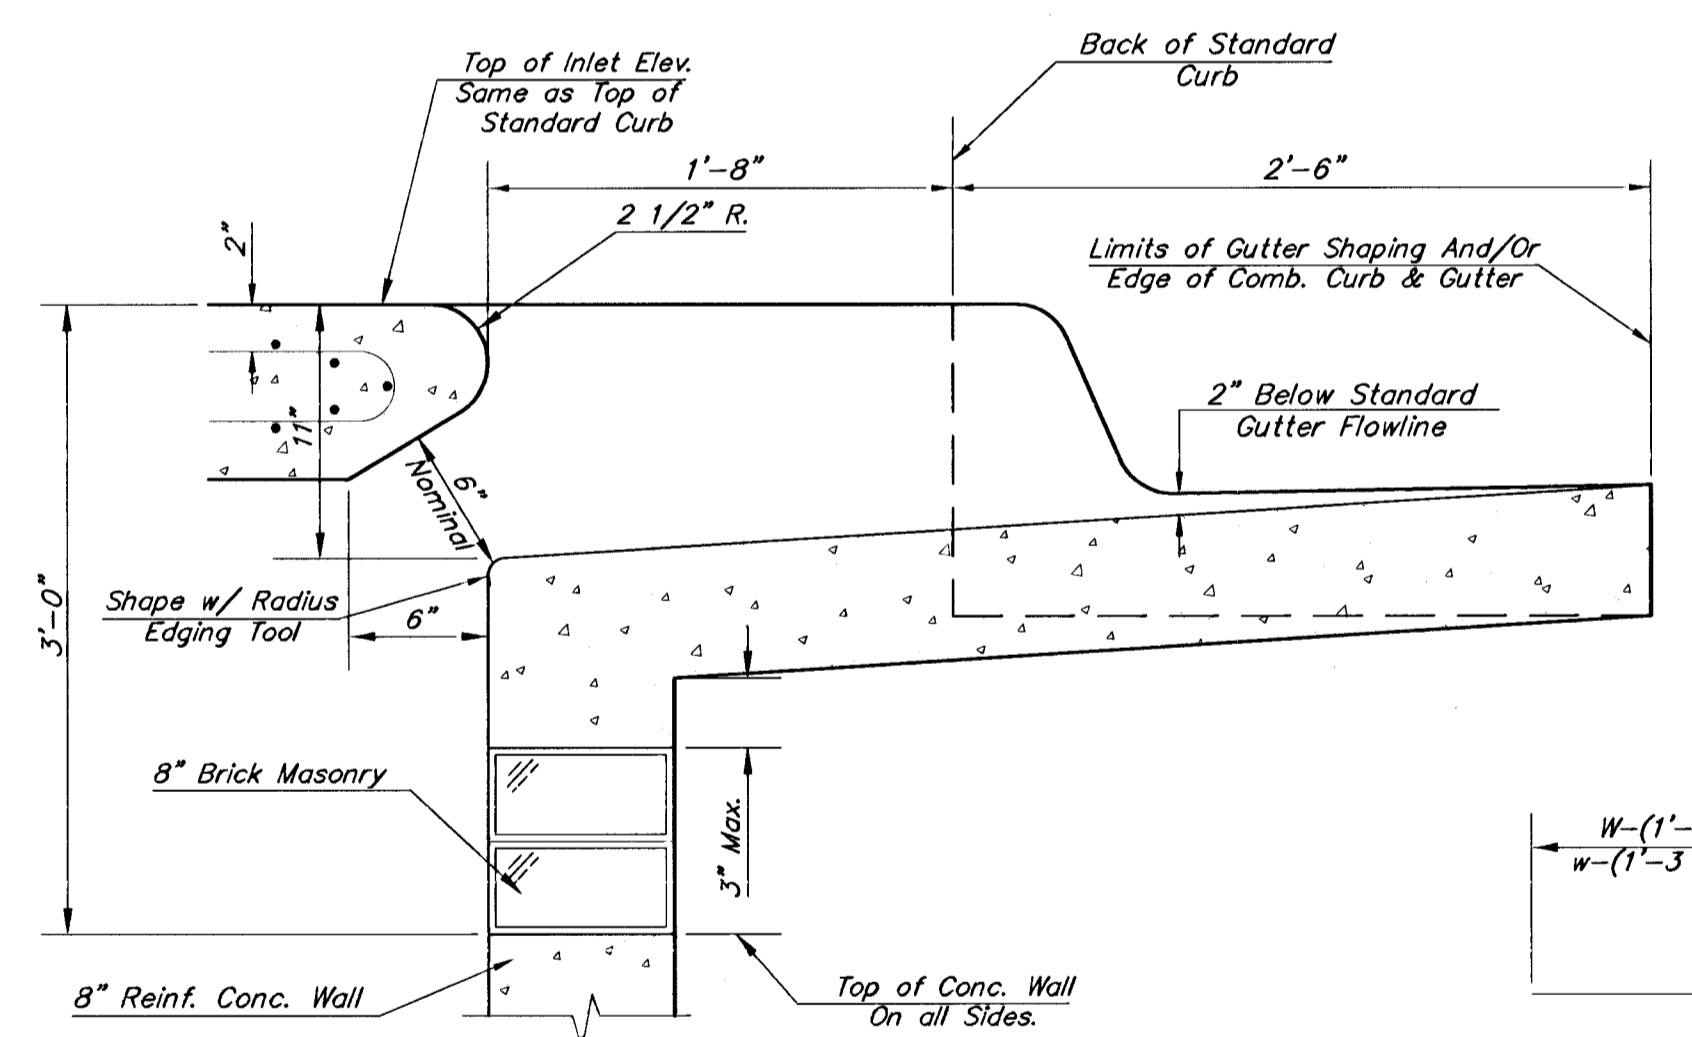 Top of Inlet Elev.
Same as Top of
Standard Curb
Back of Standard
Curb
1'-8"
2'-6"
2 1/2" R.
2"
Limits of Gutter Shaping And/Or
Edge of Comb. Curb & Gutter
11"
2" Below Standard
Gutter Flowline
6"
Nominal
3'-0"
Shape w/ Radius
Edging Tool
6"
8" Brick Masonry
3" Max.
W-(1'-
w-(1'-3
8" Reinf. Conc. Wall
Top of Conc. Wall
On all Sides.